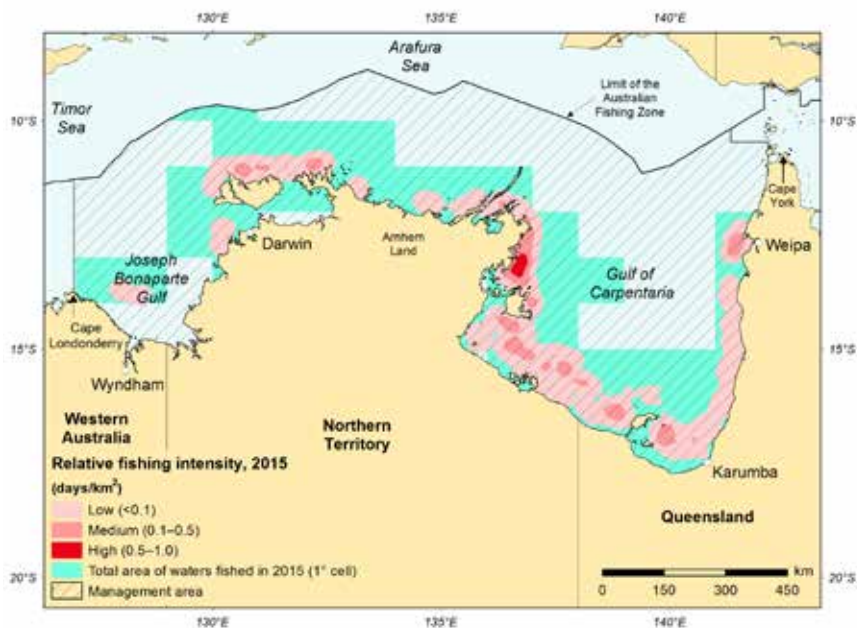 130°E
135°E
140°E
Arafura
Sea
Timor
Sea
Limit of the
Australian
Fishing Zone
10°S
10°S
Cape
York
Darwin
Arnhem
Land
Weipa
Joseph
Bonaparte
Gulf
Gulf of
Carpentaria
Cape
Londonderry
15°S
15°S
Wyndham
Western
Australia
Northern
Territory
Karumba
Queensland
Relative fishing intensity, 2015
(days/km²)
Low (<0.1)
Medium (0.1–0.5)
High (0.5–1.0)
Total area of waters fished in 2015 (1° cell)
Management area
km
0 150 300 450
20°S
20°S
130°E
135°E
140°E